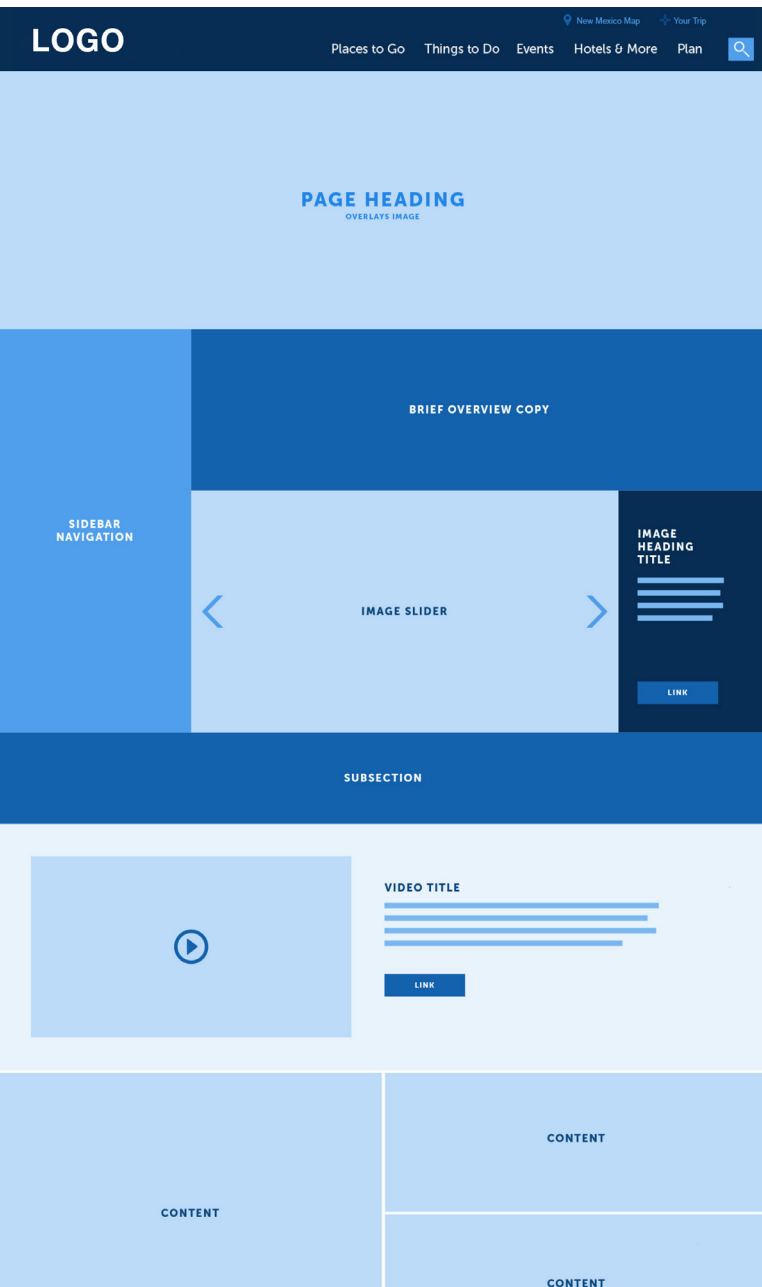 New Mexico Map Your Trip
LOGO
Places to Go Things to Do Events Hotels & More Plan
PAGE HEADING
OVERLAYS IMAGE
BRIEF OVERVIEW COPY
SIDEBAR
NAVIGATION
IMAGE SLIDER
IMAGE
HEADING
TITLE
LINK
SUBSECTION
VIDEO TITLE
LINK
CONTENT
CONTENT
CONTENT